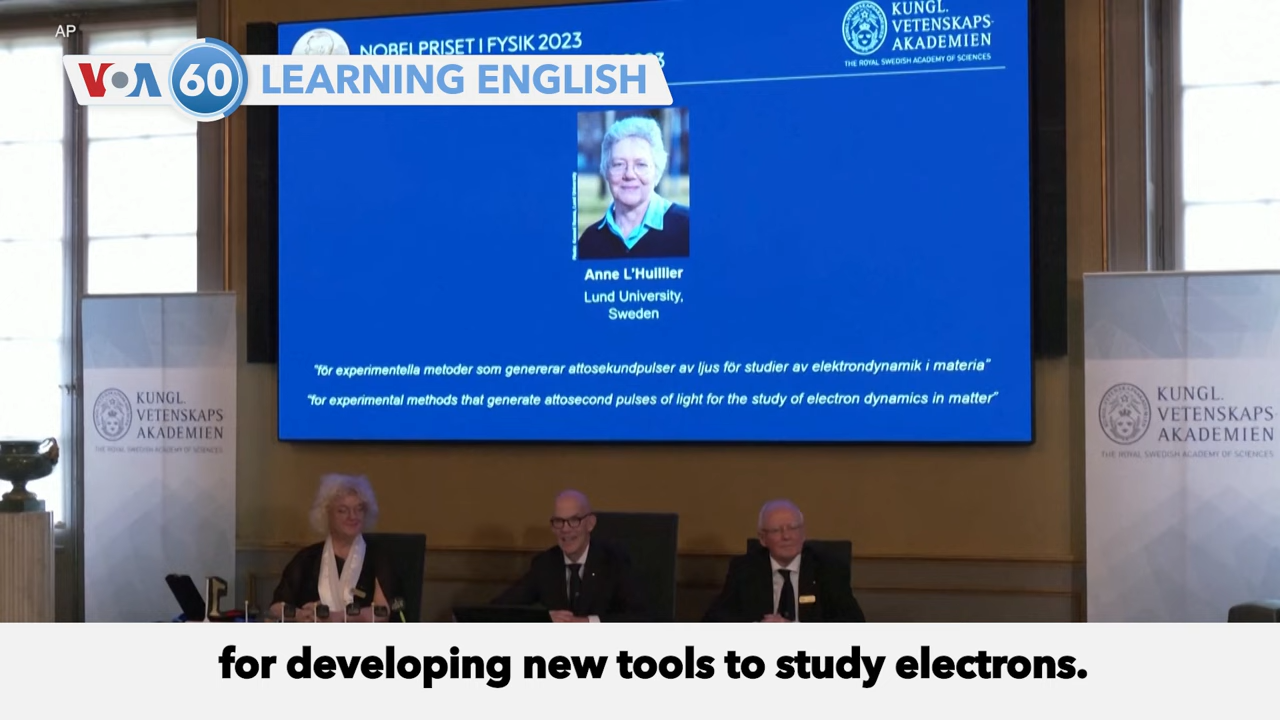 AP
VOA 60 LEARNING ENGLISH
NOBELPRISET I FYSIK 2023
KUNGL.
VETENSKAPS-
AKADEMIEN
THE ROYAL SWEDISH ACADEMY OF SCIENCES
Anne L'Huillier
Lund University,
Sweden
"för experimentella metoder som genererar attosekundpulser av ljus för studier av elektrondynamik i materia"
"for experimental methods that generate attosecond pulses of light for the study of electron dynamics in matter"
KUNGL.
VETENSKAPS
AKADEMIEN
THE ROYAL SWEDISH ACADEMY OF SCIENCES
KUNGL.
VETENSKAPS
AKADEMIEN
THE ROYAL SWEDISH ACADEMY OF SCIENCES
for developing new tools to study electrons.